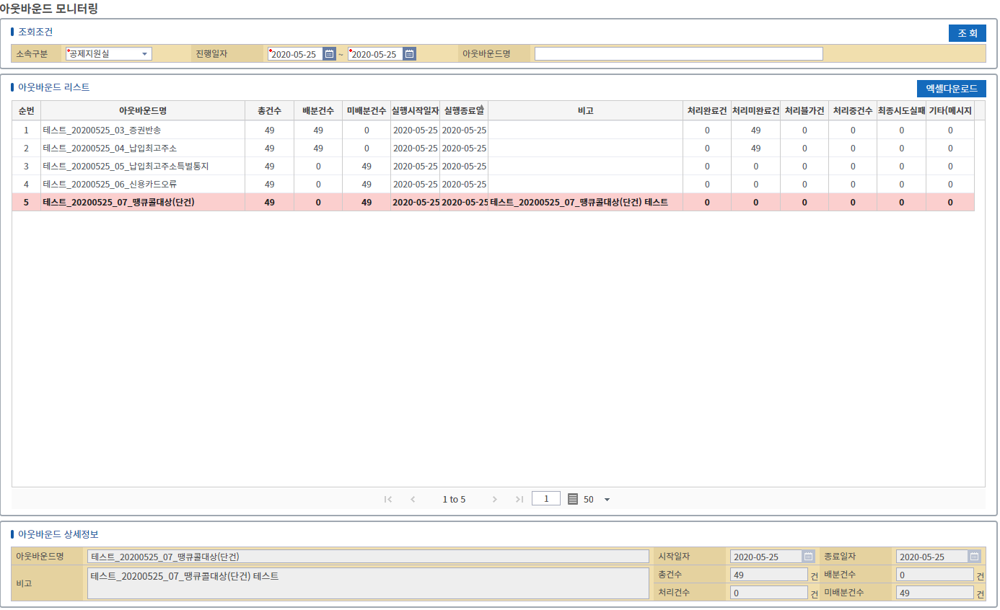 아웃바운드 모니터링
조회조건
조 회
소속구분 공제지원실 진행일자 2020-05-25 ~ 2020-05-25 아웃바운드명
아웃바운드 리스트
엑셀다운로드
순번 아웃바운드명 총건수 배분건수 미배분건수 실행시작일자 실행종료일 비고 처리완료건 처리미완료건 처리불가건 처리중건수 최종시도실패 기타(메시지
1 테스트_20200525_03_증권반송 49 49 0 2020-05-25 2020-05-25 0 49 0 0 0 0
2 테스트_20200525_04_납입최고주소 49 49 0 2020-05-25 2020-05-25 0 49 0 0 0 0
3 테스트_20200525_05_납입최고주소특별통지 49 0 49 2020-05-25 2020-05-25 0 0 0 0 0 0
4 테스트_20200525_06_신용카드오류 49 0 49 2020-05-25 2020-05-25 0 0 0 0 0 0
5 테스트_20200525_07_땡큐콜대상(단건) 49 0 49 2020-05-25 2020-05-25 테스트_20200525_07_땡큐콜대상(단건) 테스트 0 0 0 0 0 0
1 to 5 1 50
아웃바운드 상세정보
아웃바운드명 테스트_20200525_07_땡큐콜대상(단건) 시작일자 2020-05-25 종료일자 2020-05-25
비고 테스트_20200525_07_땡큐콜대상(단건) 테스트 총건수 49 건 배분건수 0 건
처리건수 0 건 미배분건수 49 건